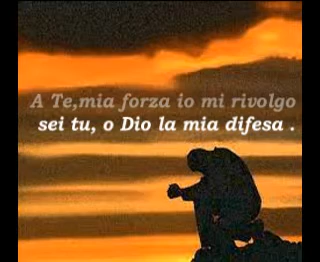 A Te,mia forza io mi rivolgo
sei tu, o Dio la mia difesa .